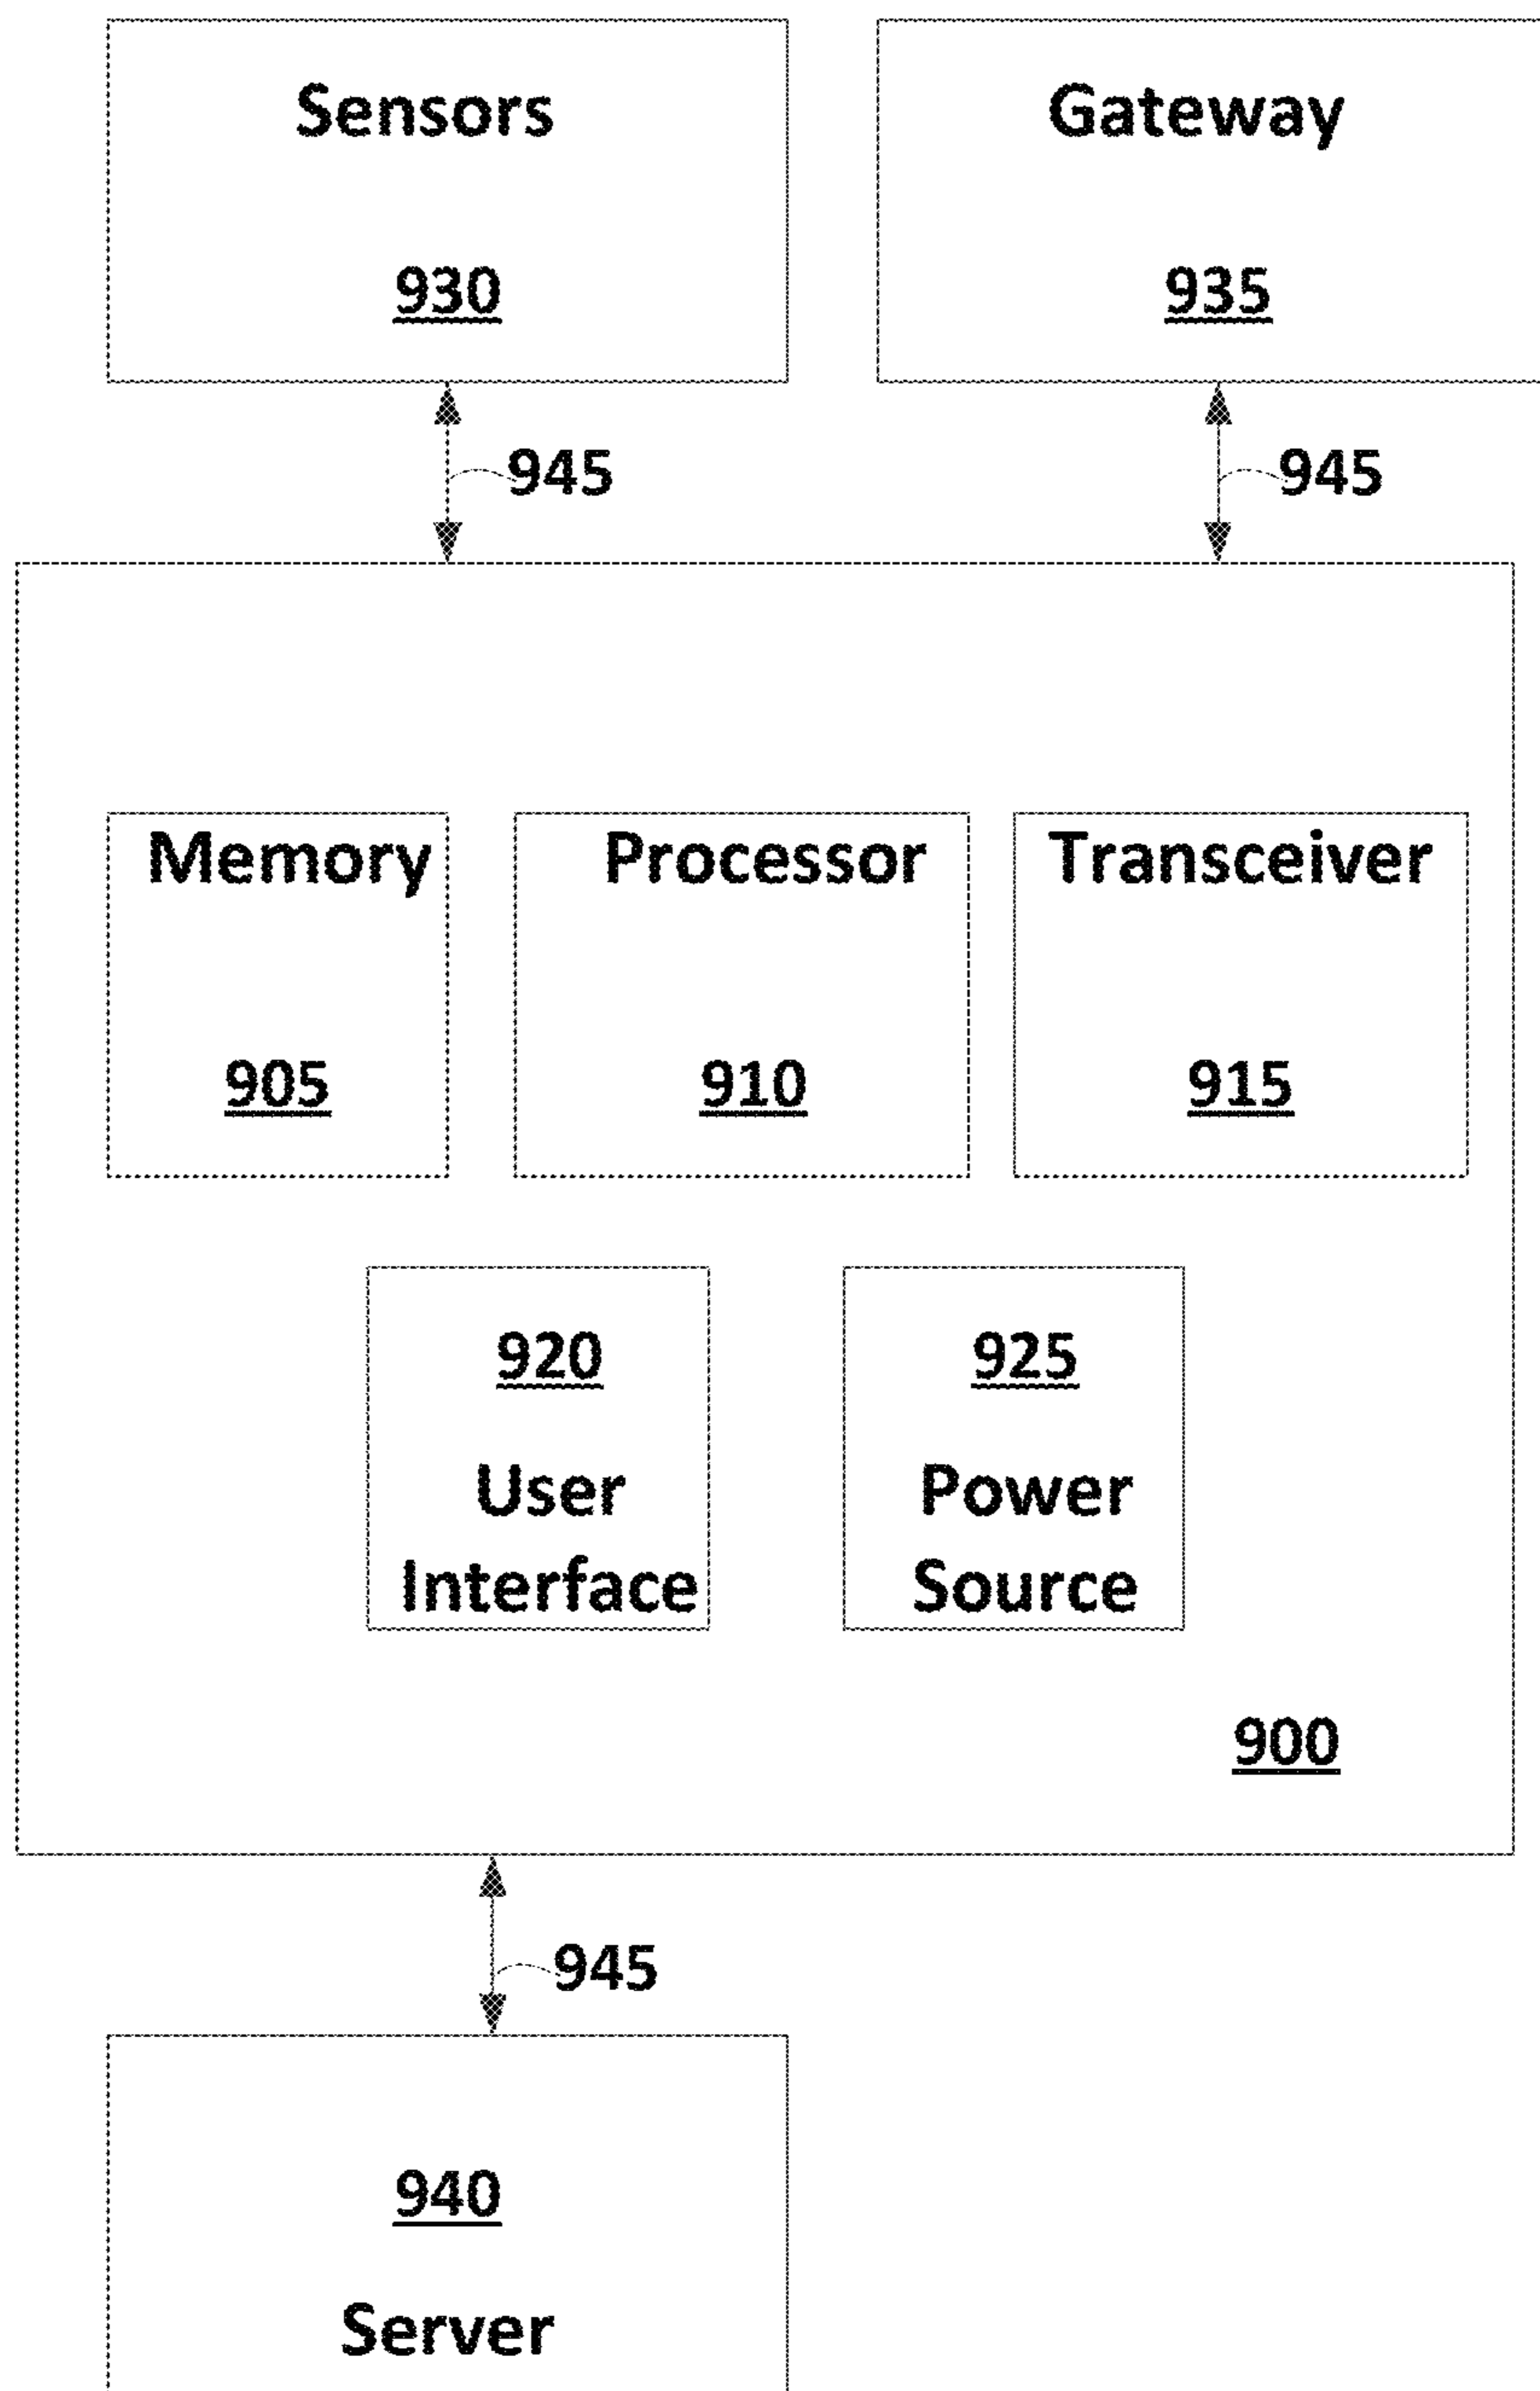 Sensors
Gateway
930
935
945
945
Memory
Processor
Transceiver
905
910
915
920
925
User
Interface
Power
Source
900
945
940
Server